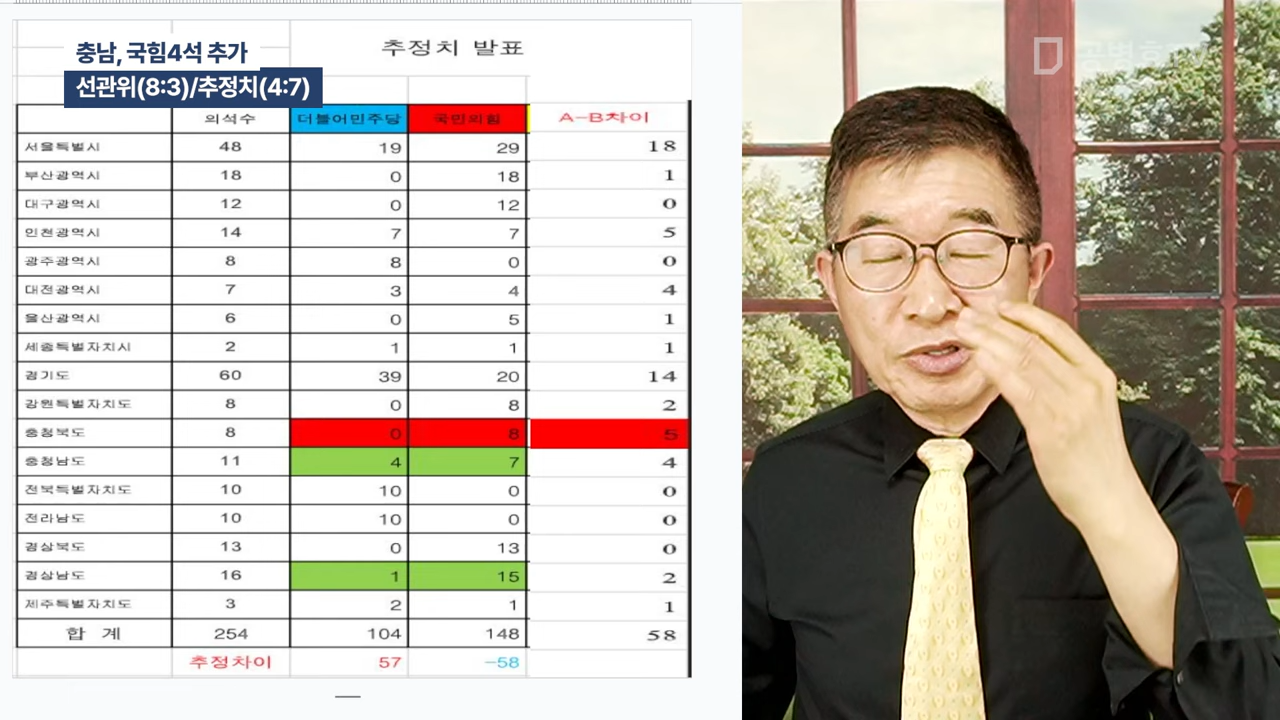 충남, 국힘4석 추가
선관위(8:3)/추정치(4:7)
추정치 발표
의석수 더불어민주당 국민의힘 A-B차이
서울특별시 48 19 29 18
부산광역시 18 0 18 1
대구광역시 12 0 12 0
인천광역시 14 7 7 5
광주광역시 8 8 0 0
대전광역시 7 3 4 4
울산광역시 6 0 5 1
세종특별자치시 2 1 1 1
경기도 60 39 20 14
강원특별자치도 8 0 8 2
충청북도 8 0 8 5
충청남도 11 4 7 4
전북특별자치도 10 10 0 0
전라남도 10 10 0 0
경상북도 13 0 13 0
경상남도 16 1 15 2
제주특별자치도 3 2 1 1
합 계 254 104 148 58
추정차이 57 -58
공병호TV